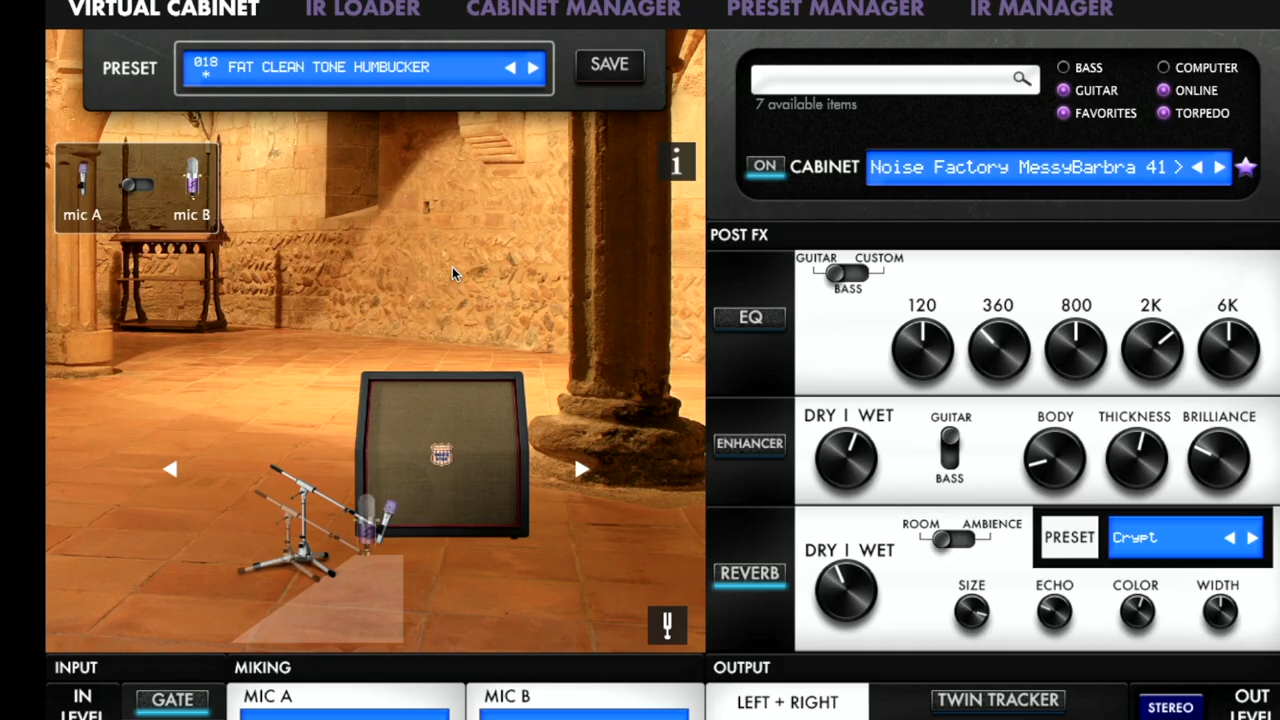 VIRTUAL CABINET IR LOADER CABINET MANAGER PRESET MANAGER IR MANAGER
PRESET 018 * FAT CLEAN TONE HUMBUCKER SAVE
BASS COMPUTER
7 available items GUITAR ONLINE
FAVORITES TORPEDO
i
ON CABINET Noise Factory MessyBarbra 41
mic A mic B
POST FX
GUITAR CUSTOM
BASS
EQ 120 360 800 2K 6K
ENHANCER DRY | WET GUITAR BODY THICKNESS BRILLIANCE
BASS
ROOM AMBIENCE PRESET Crypt
REVERB DRY | WET
SIZE ECHO COLOR WIDTH
INPUT MIKING OUTPUT
IN LEVEL GATE MIC A MIC B LEFT + RIGHT TWIN TRACKER STEREO OUT LEVEL